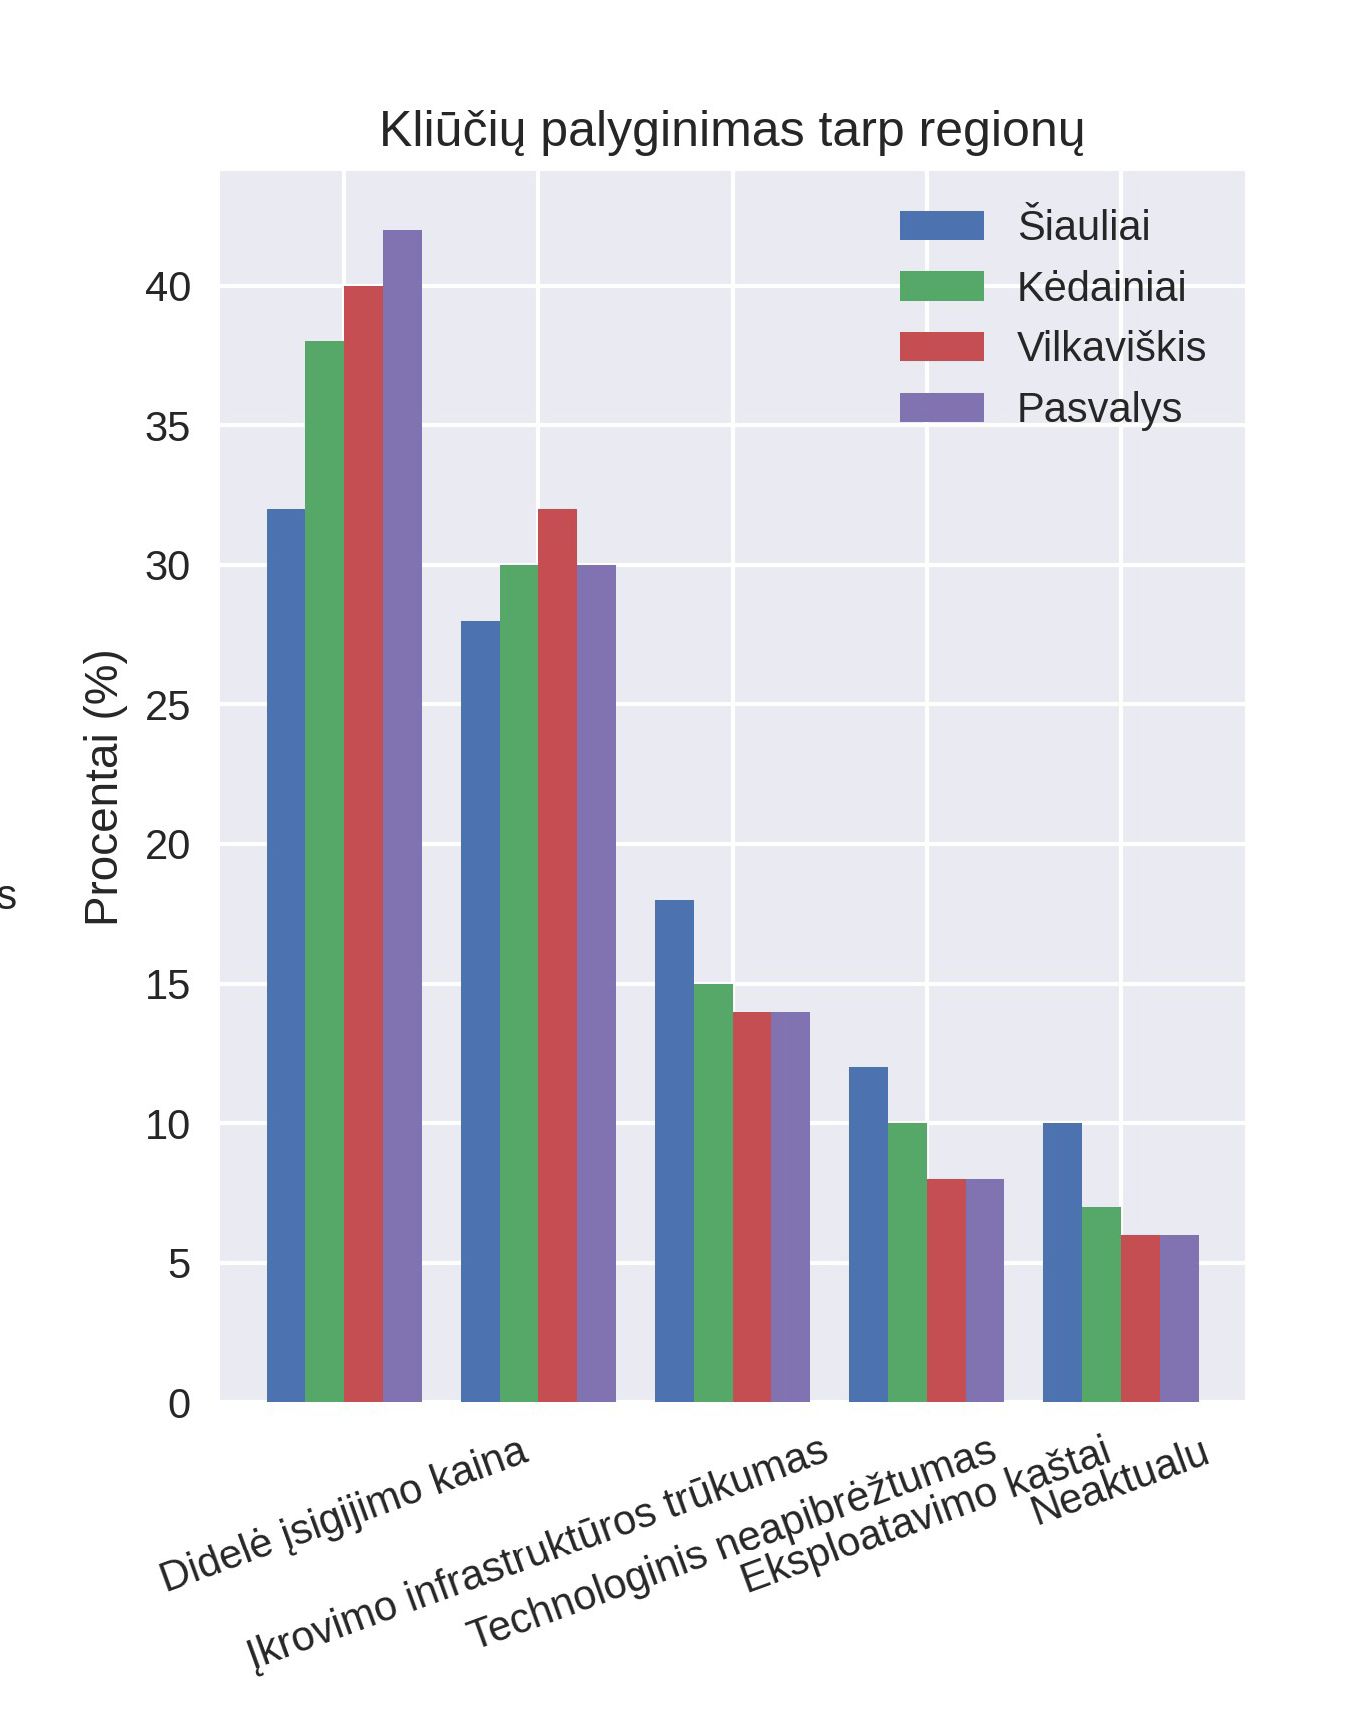 Kliūčių palyginimas tarp regionų
Šiauliai
Kėdainiai
Vilkaviškis
Pasvalys
Procentai (%)
40
35
30
25
20
15
10
5
0
s
Didelė įsigijimo kaina
Įkrovimo infrastruktūros trūkumas
Technologinis neapibrėžtumas
Eksploatavimo kaštai
Neaktualu